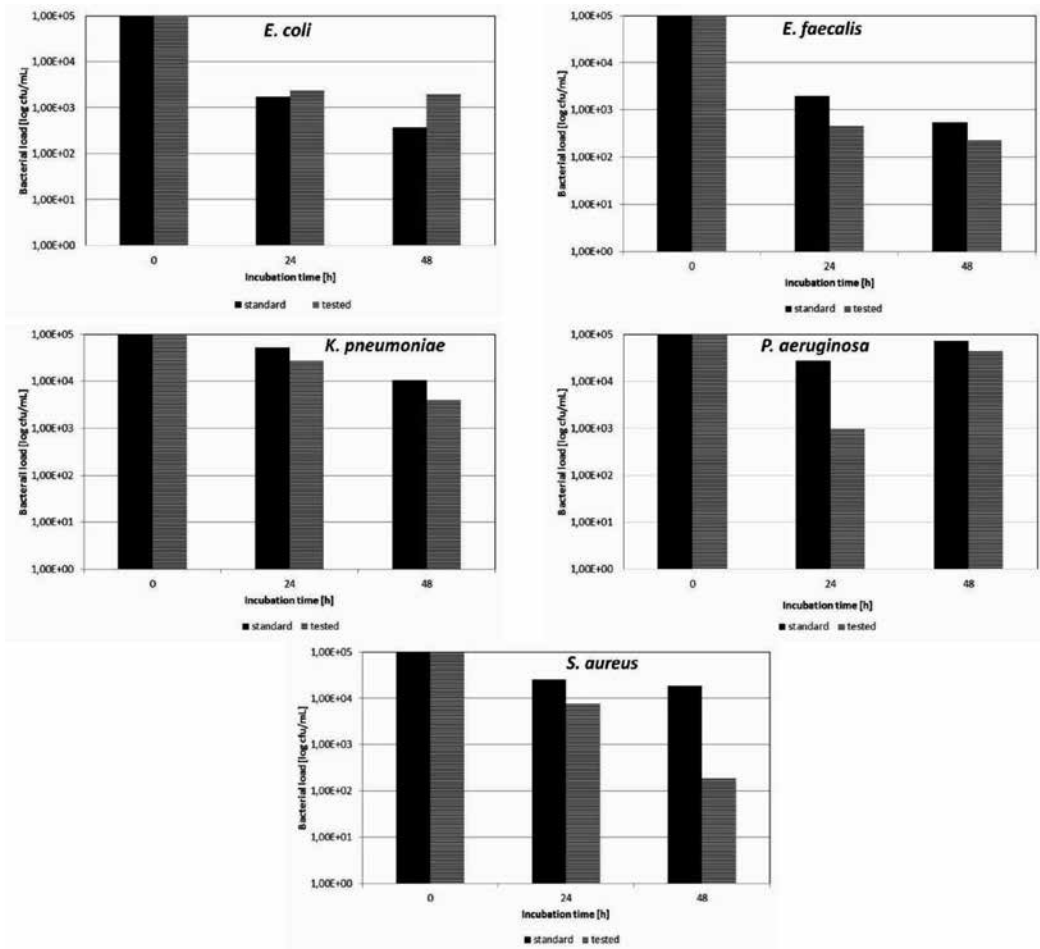 E. coli
Bacterial load [log cfu/mL]
1,00E+05
1,00E+04
1,00E+03
1,00E+02
1,00E+01
1,00E+00
0 24 48
Incubation time [h]
standard tested
E. faecalis
Bacterial load [log cfu/mL]
1,00E+05
1,00E+04
1,00E+03
1,00E+02
1,00E+01
1,00E+00
0 24 48
Incubation time [h]
standard tested
K. pneumoniae
Bacterail load [log cfu/mL]
1,00E+05
1,00E+04
1,00E+03
1,00E+02
1,00E+01
1,00E+00
0 24 48
Incubation time [h]
standard tested
P. aeruginosa
Bacterial load [log cfu/mL]
1,00E+05
1,00E+04
1,00E+03
1,00E+02
1,00E+01
1,00E+00
0 24 48
Incubation time [h]
standard tested
S. aureus
Bacterial load [log cfu/mL]
1,00E+05
1,00E+04
1,00E+03
1,00E+02
1,00E+01
1,00E+00
0 24 48
Incubation time [h]
standard tested